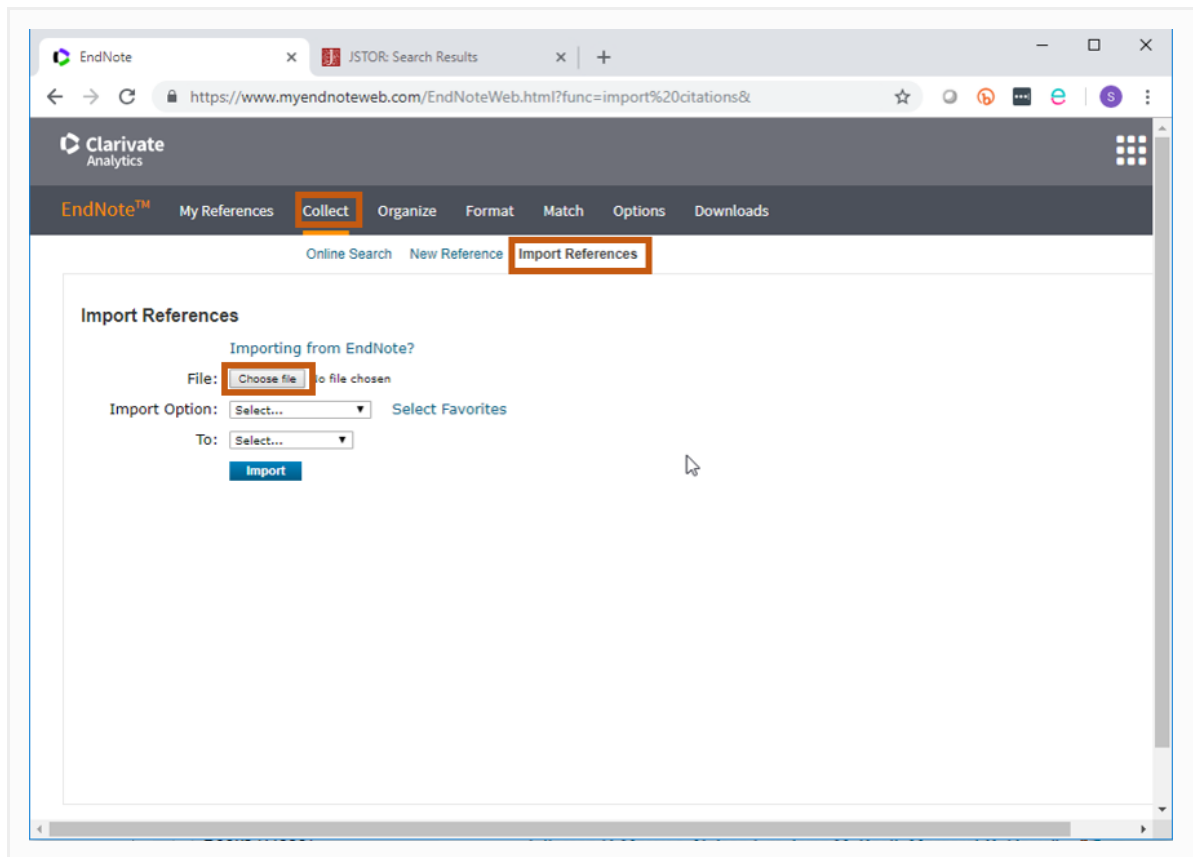 EndNote JSTOR: Search Results
https://www.myendnoteweb.com/EndNoteWeb.html?func=import%20citations& S
Clarivate
Analytics
EndNote™ My References Collect Organize Format Match Options Downloads
Online Search New Reference Import References
Import References
Importing from EndNote?
File: Choose file No file chosen
Import Option: Select... Select Favorites
To: Select...
Import